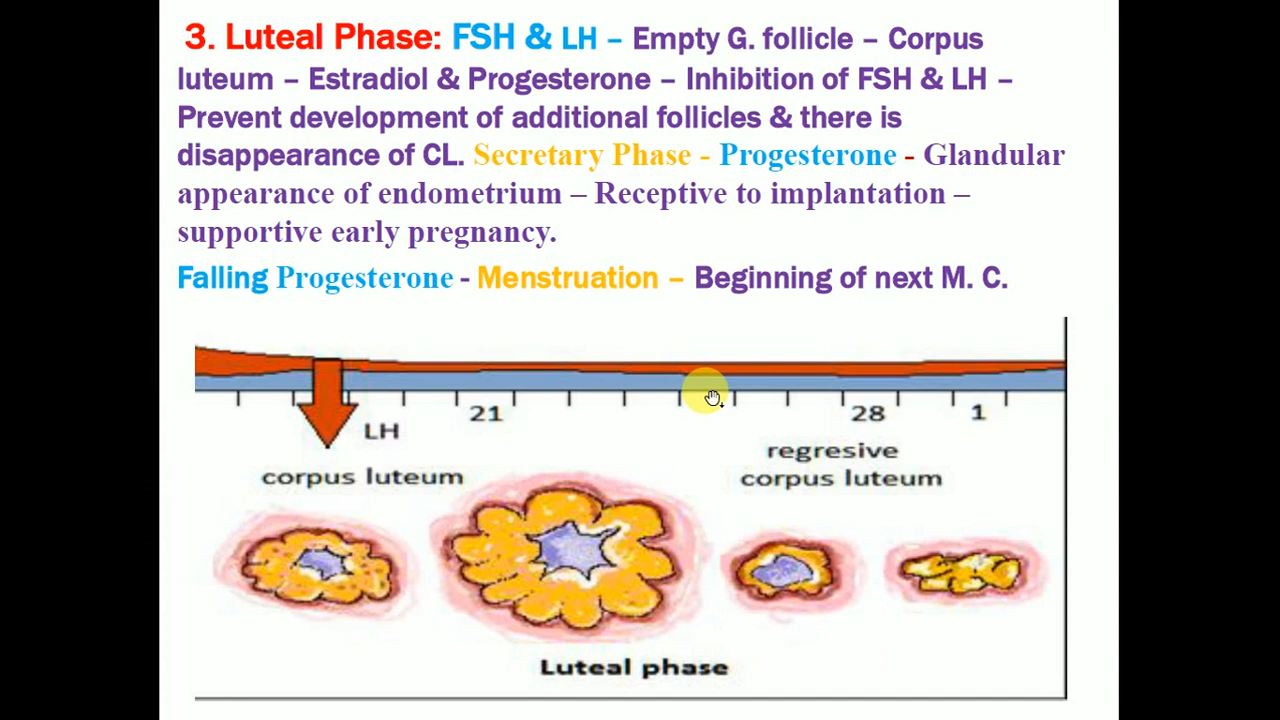 3. Luteal Phase: FSH & LH – Empty G. follicle – Corpus
luteum – Estradiol & Progesterone – Inhibition of FSH & LH –
Prevent development of additional follicles & there is
disappearance of CL. Secretary Phase - Progesterone - Glandular
appearance of endometrium – Receptive to implantation –
supportive early pregnancy.
Falling Progesterone - Menstruation – Beginning of next M. C.
21 28 1
LH
regresive
corpus luteum corpus luteum
Luteal phase